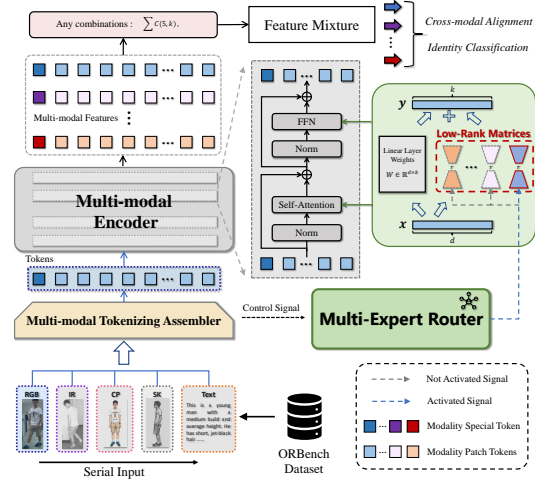 Any combinations : ∑ C(5, k),
Feature Mixture
Cross-modal Alignment
Identity Classification
Multi-modal Features
Multi-modal
Encoder
Tokens
Multi-modal Tokenizing Assembler
FFN
Norm
Self-Attention
Norm
y
k
Low-Rank Matrices
Linear Layer
Weights
W ∈ ℝ^{d×k}
r
r
r
x
d
Control Signal
Multi-Expert Router
RGB
IR
CP
SK
Text
This is a young
man with a
medium build and
average height. He
has short, jet-black
hair ......
Serial Input
ORBench
Dataset
Not Activated Signal
Activated Signal
Modality Special Token
Modality Patch Tokens